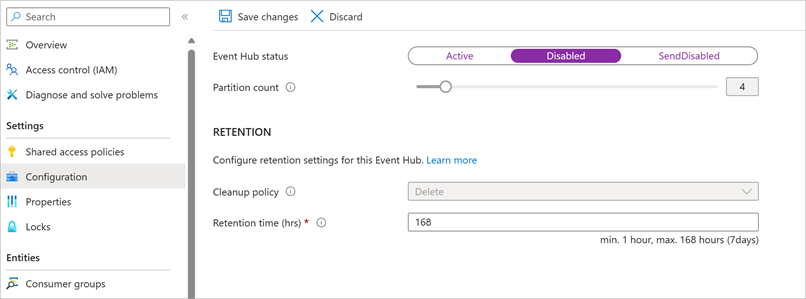 Search
«
Save changes
Discard
Overview
Access control (IAM)
Diagnose and solve problems
Settings
Shared access policies
Configuration
Properties
Locks
Entities
Consumer groups
Event Hub status
Active
Disabled
SendDisabled
Partition count
4
RETENTION
Configure retention settings for this Event Hub. Learn more
Cleanup policy
Delete
Retention time (hrs) *
168
min. 1 hour, max. 168 hours (7days)